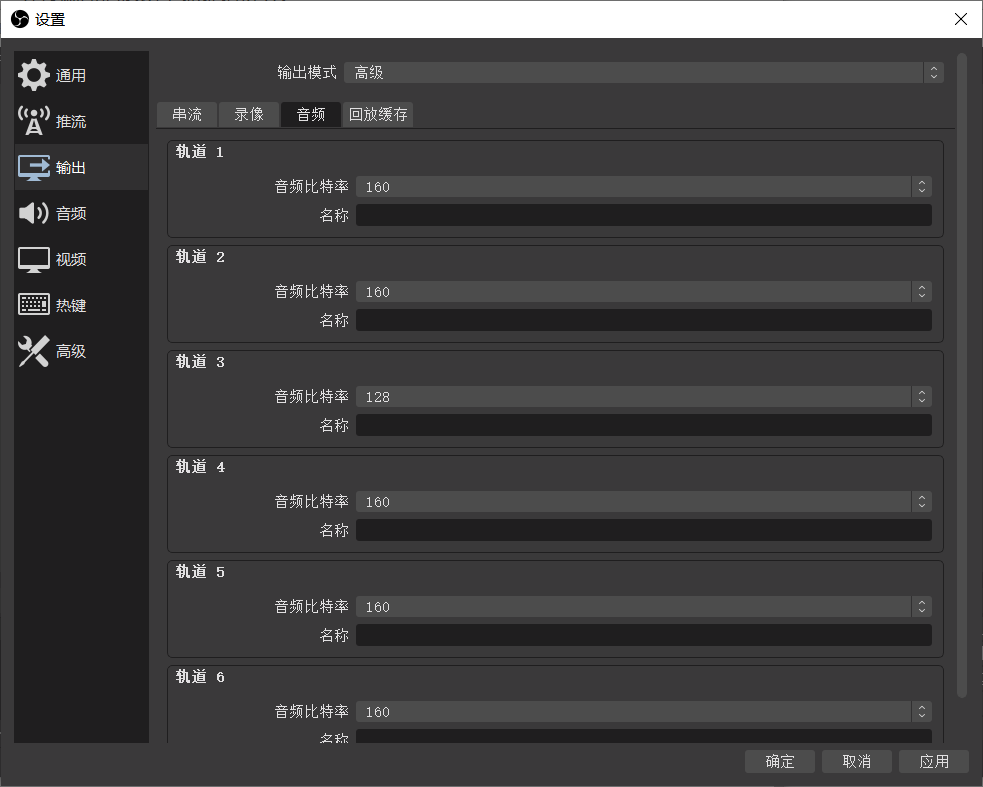 设置
通用
推流
输出
音频
视频
热键
高级
输出模式 高级
串流 录像 音频 回放缓存
轨道 1
音频比特率 160
名称
轨道 2
音频比特率 160
名称
轨道 3
音频比特率 128
名称
轨道 4
音频比特率 160
名称
轨道 5
音频比特率 160
名称
轨道 6
音频比特率 160
名称
确定 取消 应用